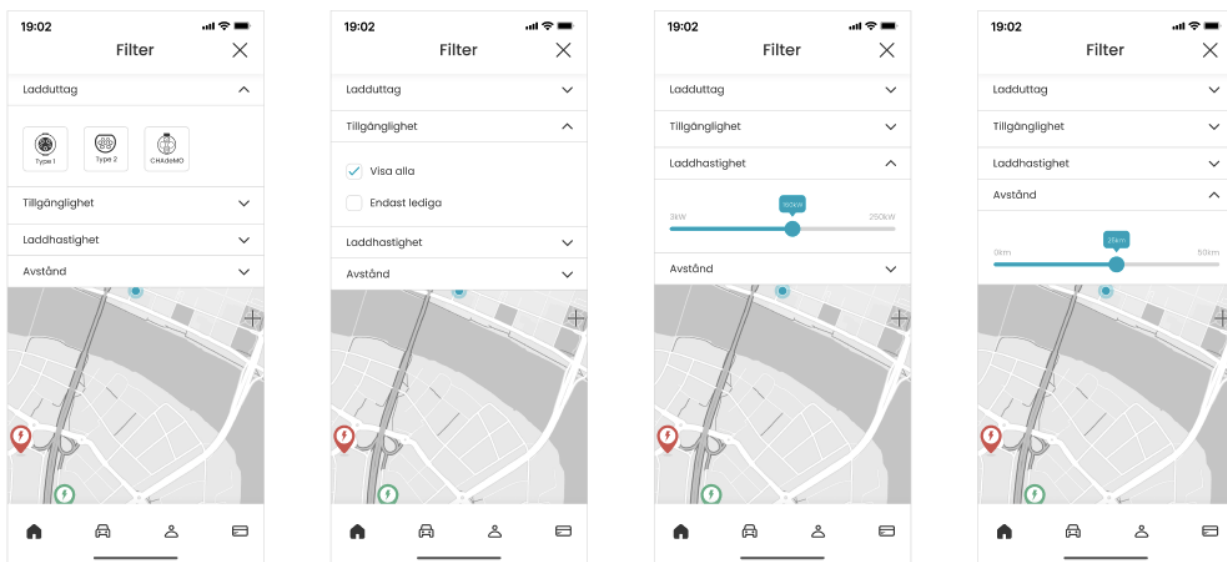 19:02
Filter
Ladduttag
Type 1
Type 2
CHAdeMO
Tillgänglighet
Laddhastighet
Avstånd
19:02
Filter
Ladduttag
Tillgänglighet
Visa alla
Endast lediga
Laddhastighet
Avstånd
19:02
Filter
Ladduttag
Tillgänglighet
Laddhastighet
3kW
250kW
Avstånd
19:02
Filter
Ladduttag
Tillgänglighet
Laddhastighet
Avstånd
0km
50km